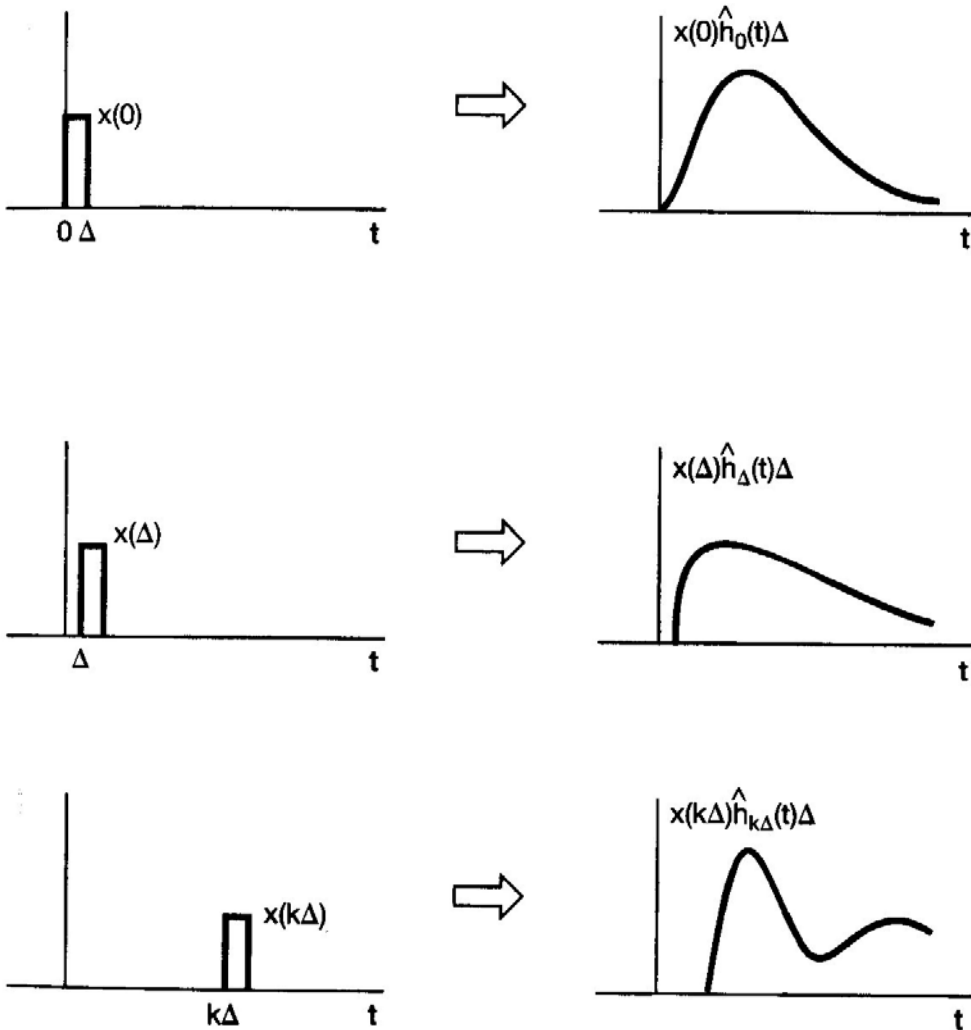 x(0)
0 Δ
t
x(0)ĥ₀(t)Δ
t
x(Δ)
Δ
t
x(Δ)ĥ_Δ(t)Δ
t
x(kΔ)
kΔ
t
x(kΔ)ĥ_kΔ(t)Δ
t